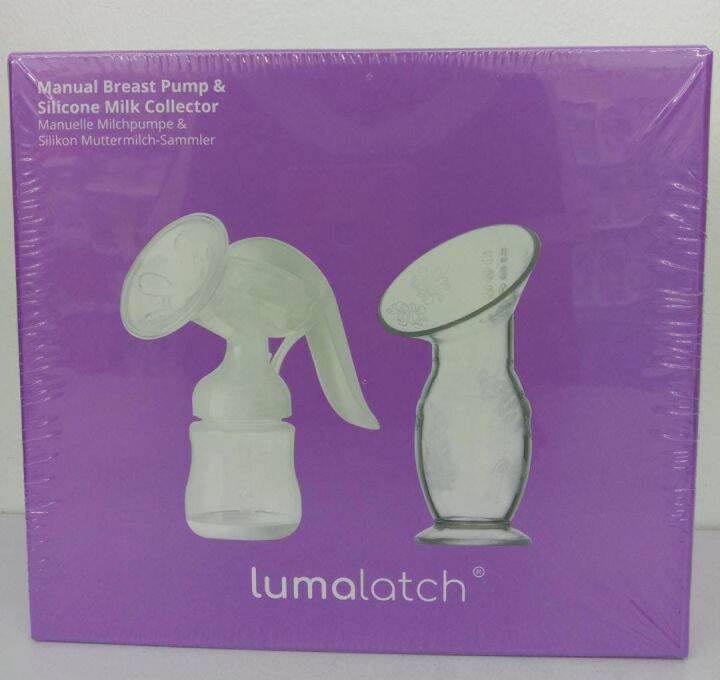 Manual Breast Pump &
Silicone Milk Collector
Manuelle Milchpumpe &
Silikon Muttermilch-Sammler
lumalatch®